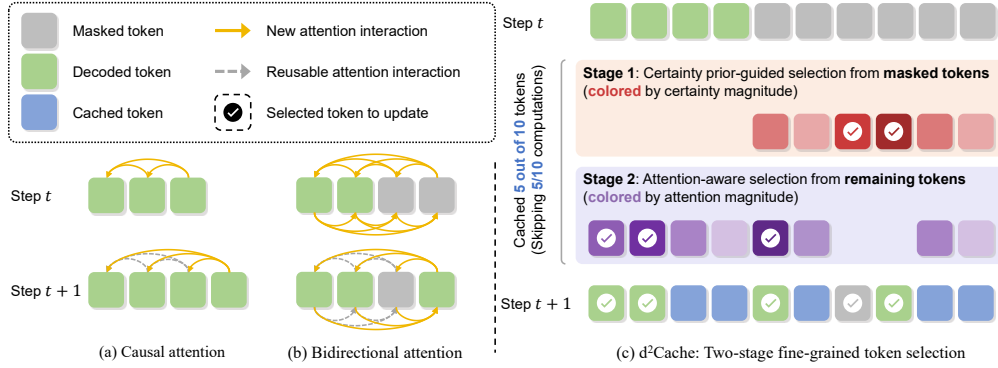 Masked token
New attention interaction
Decoded token
Reusable attention interaction
Cached token
Selected token to update
Step t
Step t + 1
(a) Causal attention
(b) Bidirectional attention
Step t
Cached 5 out of 10 tokens
(Skipping 5/10 computations)
Stage 1: Certainty prior-guided selection from masked tokens
(colored by certainty magnitude)
Stage 2: Attention-aware selection from remaining tokens
(colored by attention magnitude)
Step t + 1
(c) d²Cache: Two-stage fine-grained token selection